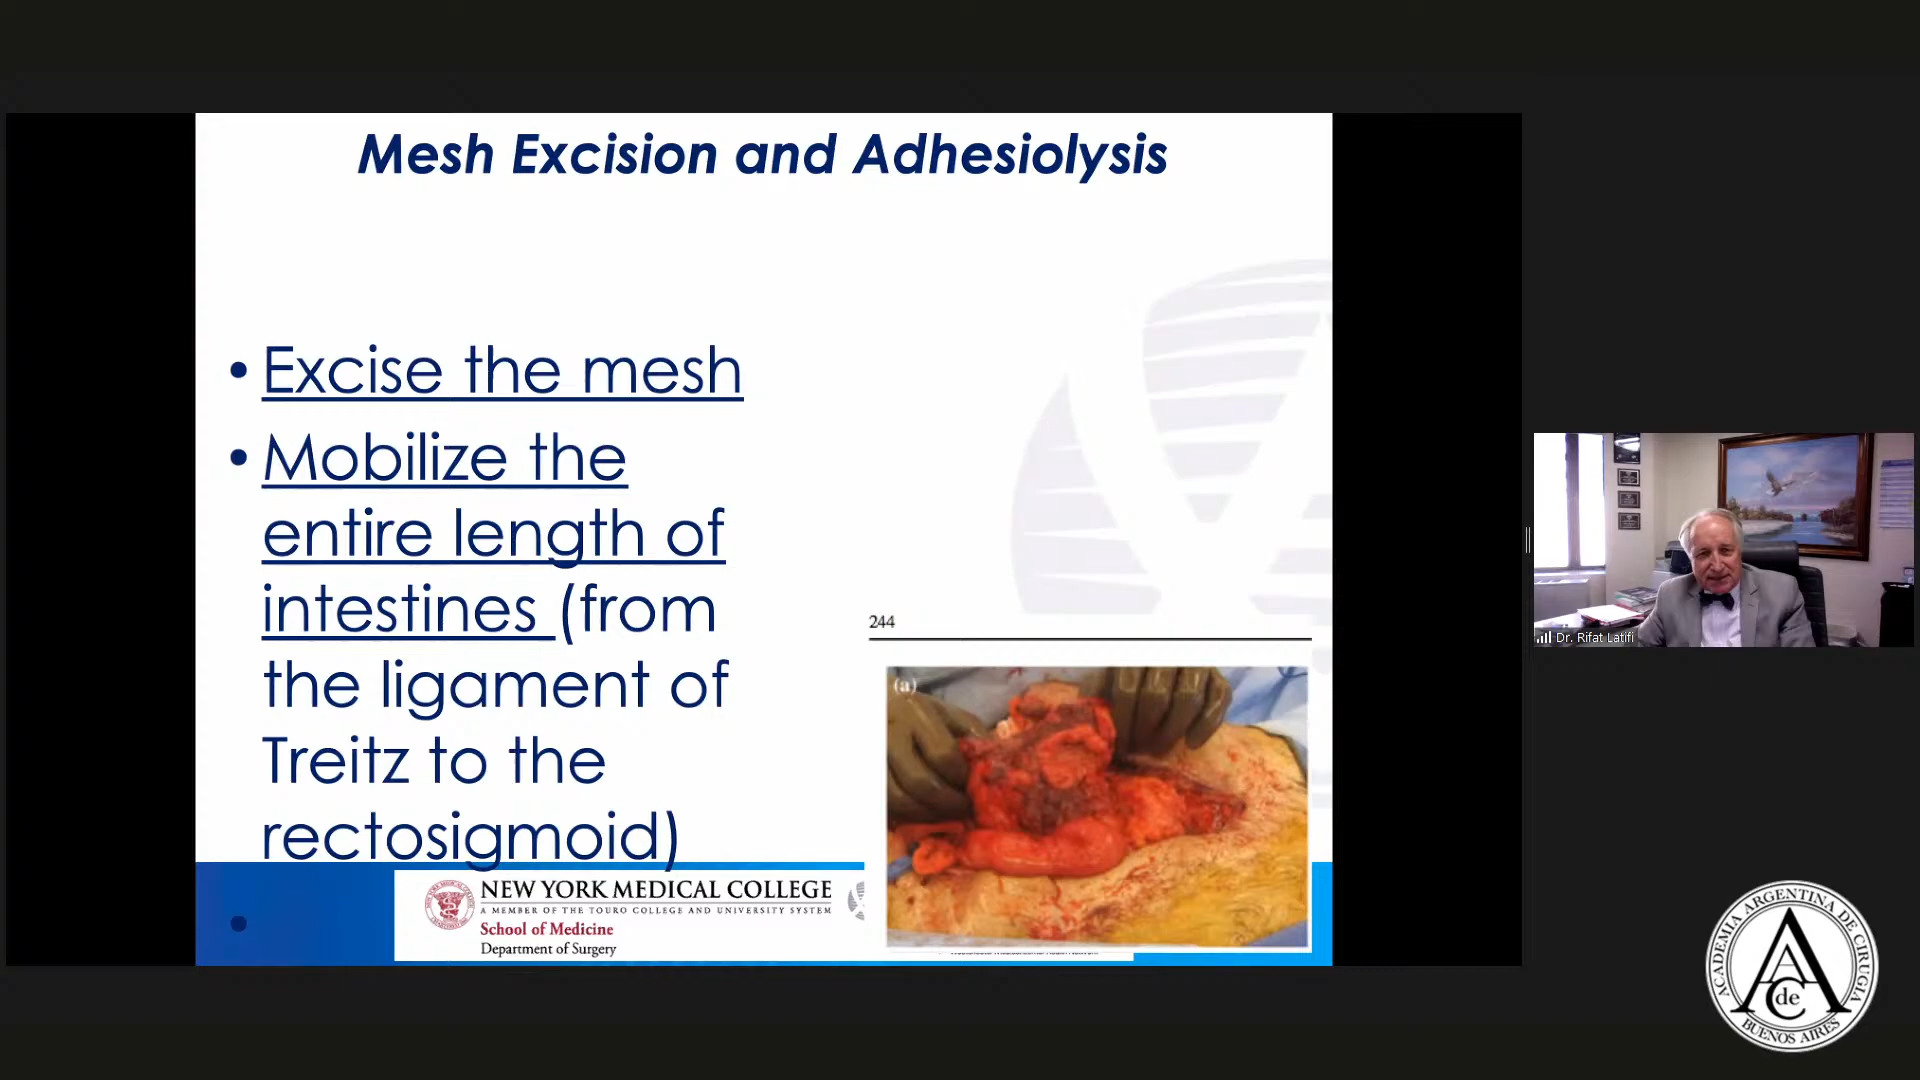 Mesh Excision and Adhesiolysis
• Excise the mesh
• Mobilize the
entire length of
intestines (from
the ligament of
Treitz to the
rectosigmoid)
•
244
(a)
NEW YORK MEDICAL COLLEGE
A MEMBER OF THE TOURO COLLEGE AND UNIVERSITY SYSTEM
School of Medicine
Department of Surgery
Dr. Rifat Latifi
ACADEMIA ARGENTINA DE CIRUGIA
AAC
de
BUENOS AIRES